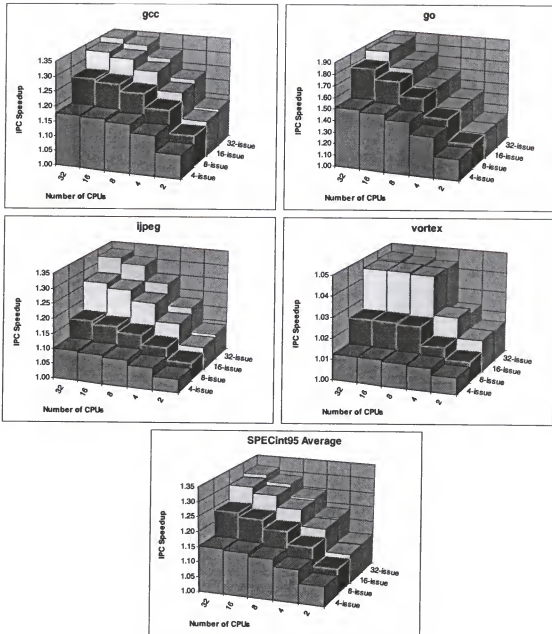 gcc
1.35
1.30
1.25
1.20
1.15
1.10
1.05
1.00
IPC Speedup
32
16
8
4
2
Number of CPUs
32-issue
16-issue
8-issue
4-issue
go
1.90
1.80
1.70
1.60
1.50
1.40
1.30
1.20
1.10
1.00
IPC Speedup
32
16
8
4
2
Number of CPUs
32-issue
16-issue
8-issue
4-issue
ijpeg
1.35
1.30
1.25
1.20
1.15
1.10
1.05
1.00
IPC Speedup
32
16
8
4
2
Number of CPUs
32-issue
16-issue
8-issue
4-issue
vortex
1.05
1.04
1.03
1.02
1.01
1.00
IPC Speedup
32
16
8
4
2
Number of CPUs
32-issue
16-issue
8-issue
4-issue
SPECint95 Average
1.35
1.30
1.25
1.20
1.15
1.10
1.05
1.00
IPC Speedup
32
16
8
4
2
Number of CPUs
32-issue
16-issue
8-issue
4-issue